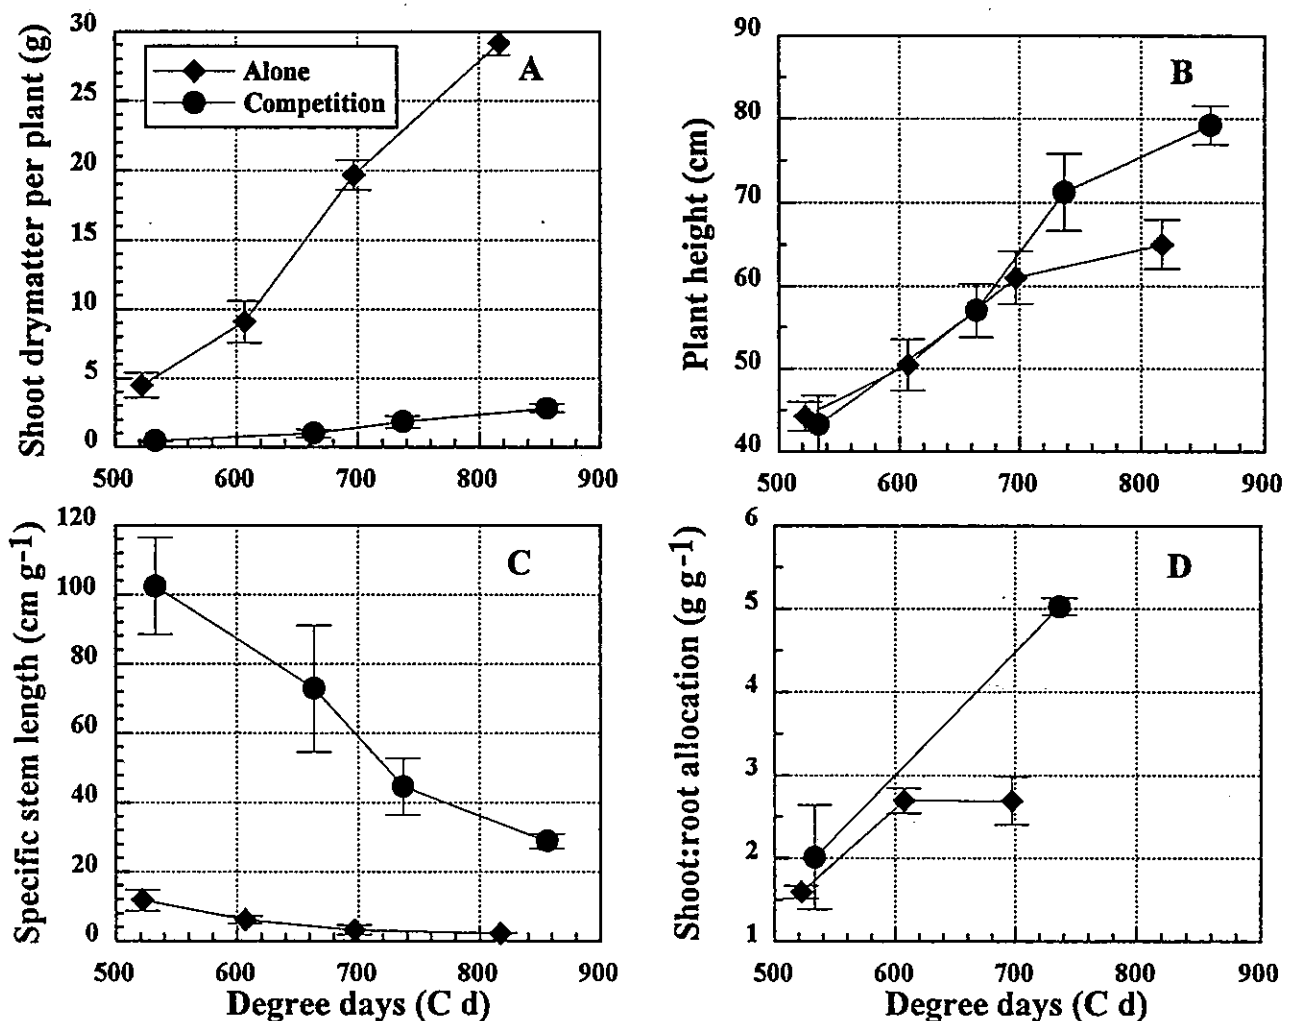 Shoot drymatter per plant (g)
30
25
20
15
10
5
0
Alone
Competition
A
500 600 700 800 900
Plant height (cm)
90
80
70
60
50
40
B
500 600 700 800 900
Specific stem length (cm g-1)
120
100
80
60
40
20
0
C
500 600 700 800 900
Degree days (C d)
Shoot:root allocation (g g-1)
6
5
4
3
2
1
D
500 600 700 800 900
Degree days (C d)